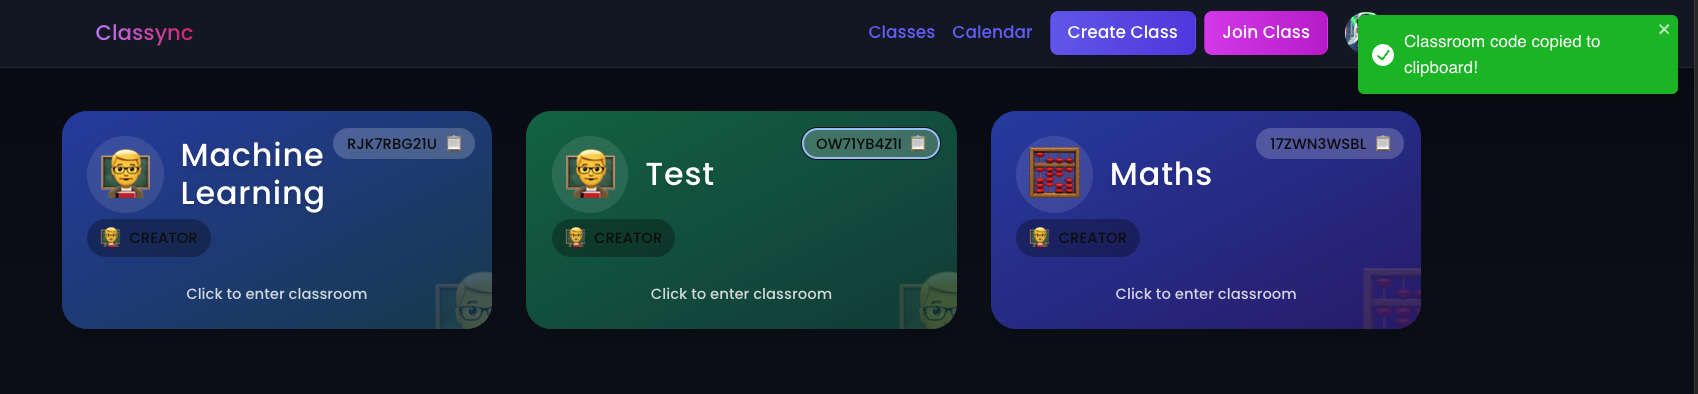 Classync
Classes
Calendar
Create Class
Join Class
Classroom code copied to
clipboard!
Machine
Learning
RJK7RBG21U
CREATOR
Click to enter classroom
Test
OW71YB4Z1I
CREATOR
Click to enter classroom
Maths
17ZWN3WSBL
CREATOR
Click to enter classroom